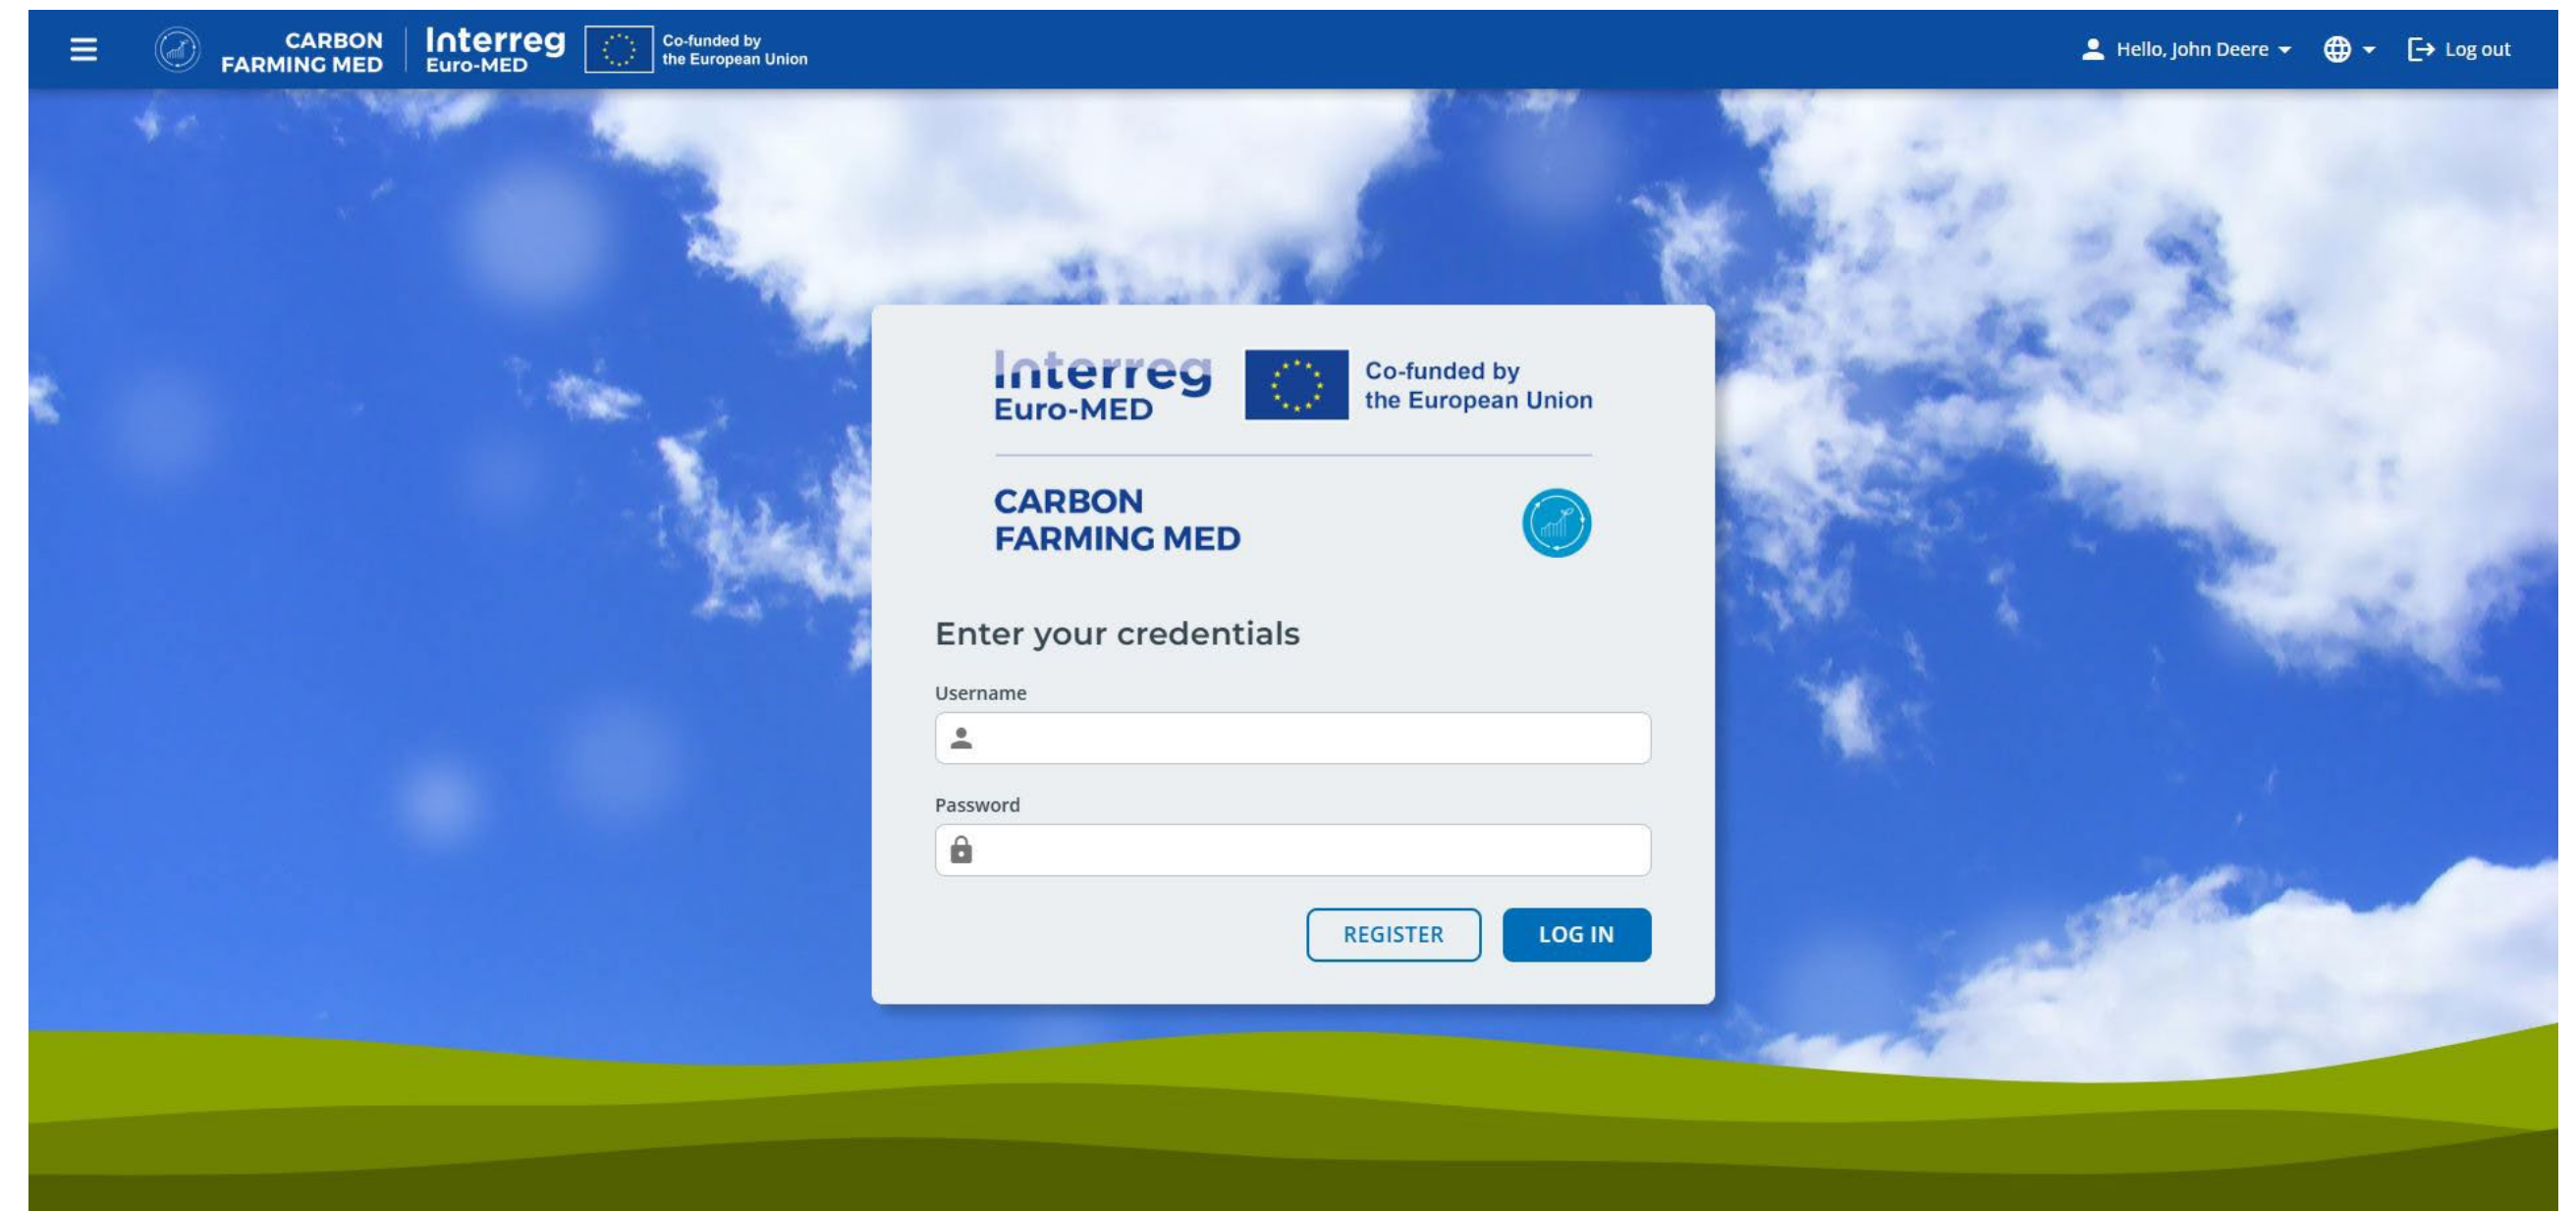 CARBON
FARMING MED
Interreg
Euro-MED
Co-funded by
the European Union
Hello, John Deere
Log out
Interreg
Euro-MED
Co-funded by
the European Union
CARBON
FARMING MED
Enter your credentials
Username
Password
REGISTER
LOG IN